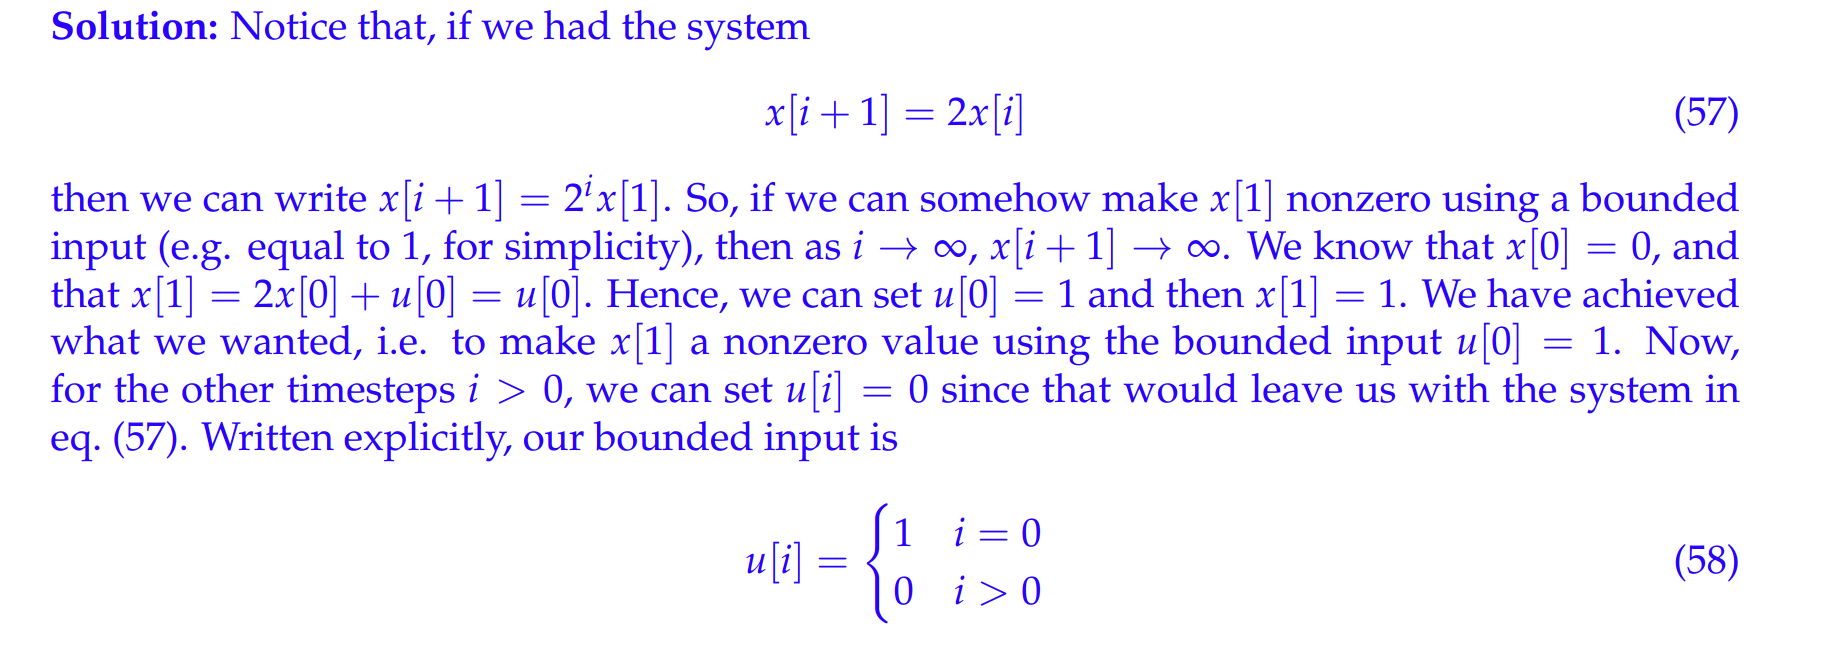 Solution: Notice that, if we had the system
x[i + 1] = 2x[i] (57)
then we can write x[i + 1] = 2^i x[1]. So, if we can somehow make x[1] nonzero using a bounded
input (e.g. equal to 1, for simplicity), then as i → ∞, x[i + 1] → ∞. We know that x[0] = 0, and
that x[1] = 2x[0] + u[0] = u[0]. Hence, we can set u[0] = 1 and then x[1] = 1. We have achieved
what we wanted, i.e. to make x[1] a nonzero value using the bounded input u[0] = 1. Now,
for the other timesteps i > 0, we can set u[i] = 0 since that would leave us with the system in
eq. (57). Written explicitly, our bounded input is
u[i] = { 1 i = 0
0 i > 0 (58)